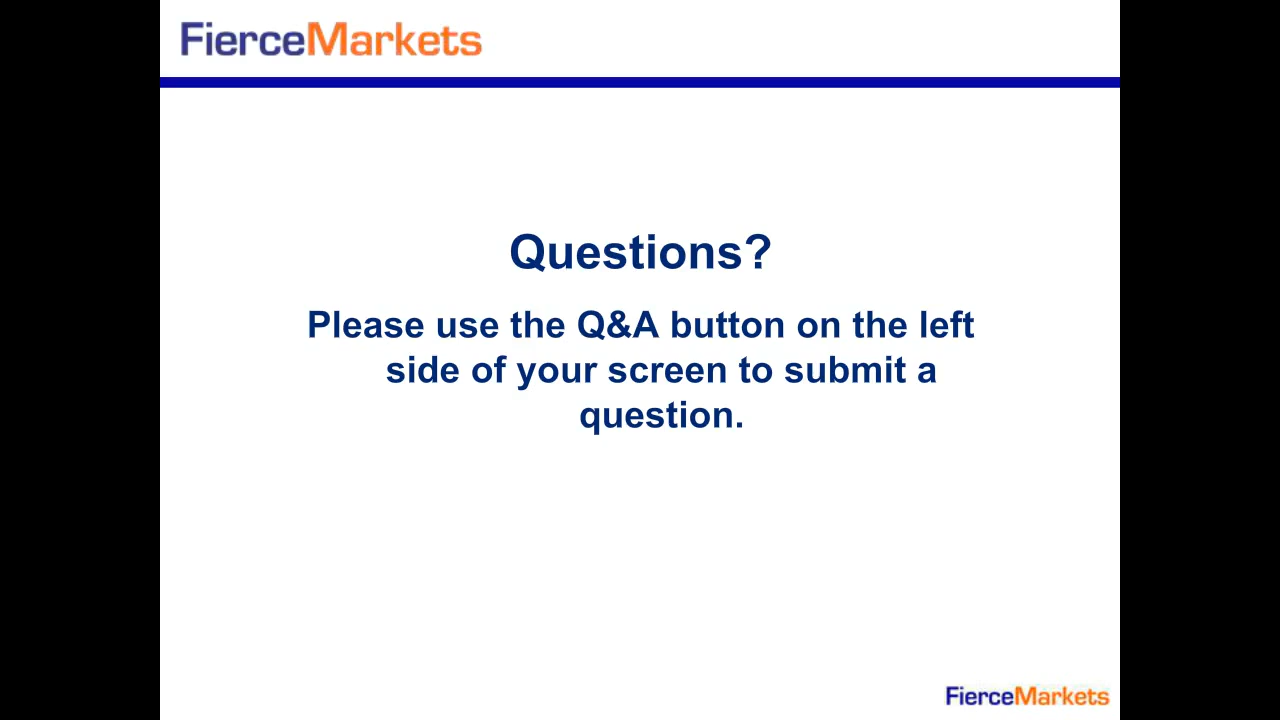 FierceMarkets
Questions?
Please use the Q&A button on the left
side of your screen to submit a
question.
FierceMarkets